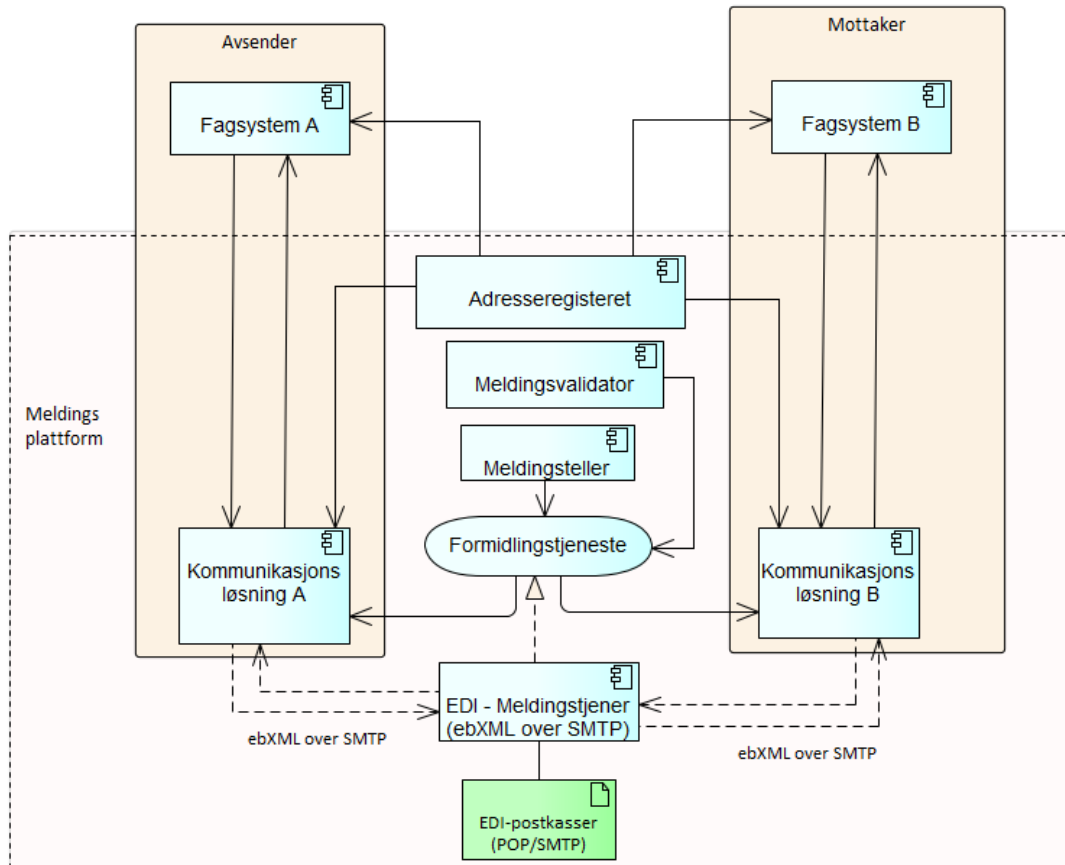 Avsender
Mottaker
Fagsystem A
Fagsystem B
Adresseregisteret
Meldingsvalidator
Meldings
plattform
Meldingsteller
Formidlingstjeneste
Kommunikasjons
løsning A
Kommunikasjons
løsning B
EDI - Meldingstjener
(ebXML over SMTP)
ebXML over SMTP
ebXML over SMTP
EDI-postkasser
(POP/SMTP)